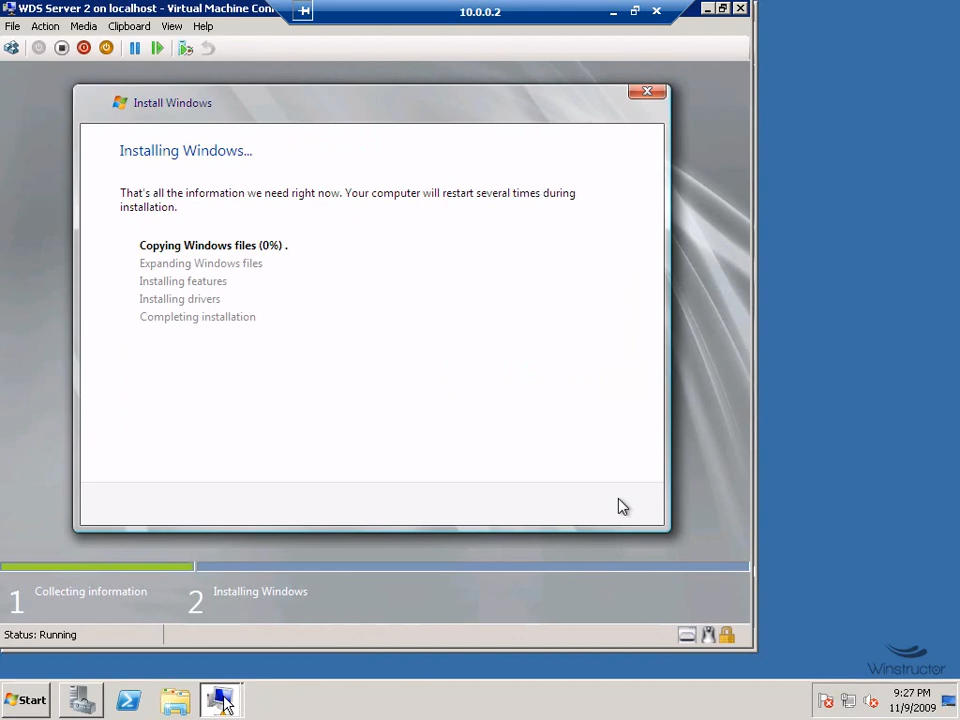 WDS Server 2 on localhost - Virtual Machine Con
10.0.0.2
File Action Media Clipboard View Help
Install Windows
Installing Windows...
That's all the information we need right now. Your computer will restart several times during
installation.
Copying Windows files (0%) .
Expanding Windows files
Installing features
Installing drivers
Completing installation
1 Collecting information
2 Installing Windows
Status: Running
Winstructor
Start
9:27 PM
11/9/2009